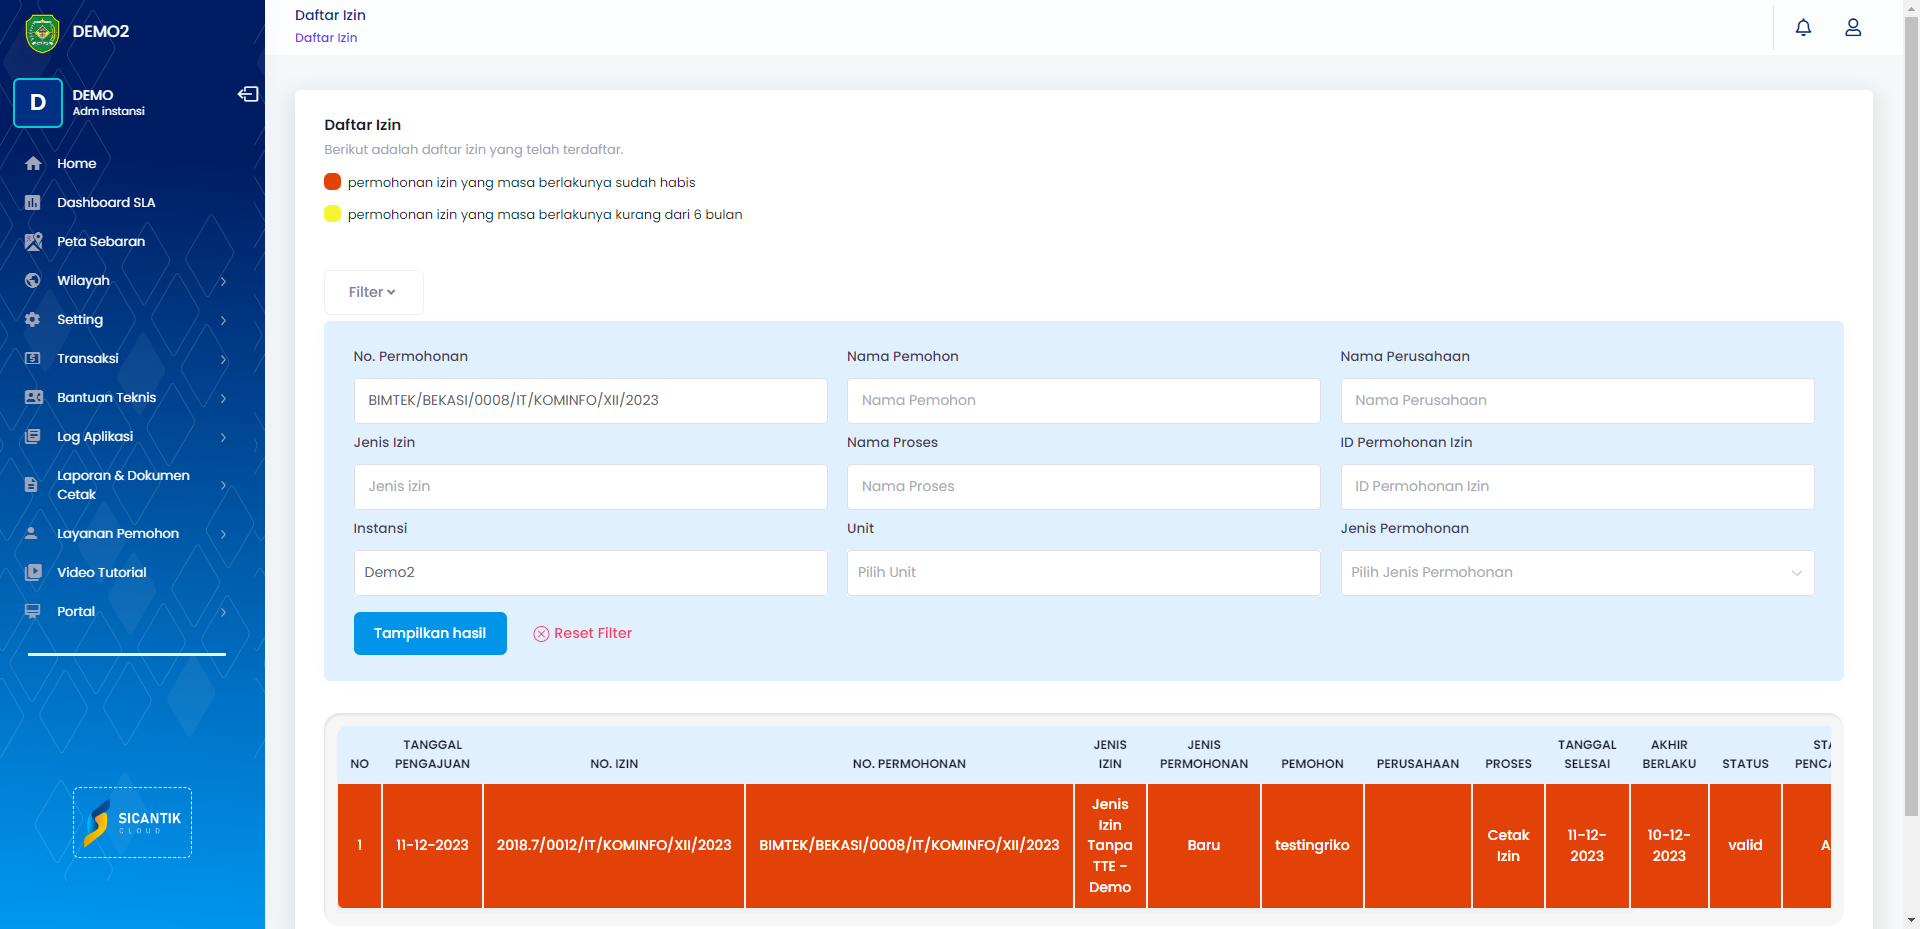 DEMO2
D
DEMO
Adm instansi
Home
Dashboard SLA
Peta Sebaran
Wilayah
Setting
Transaksi
Bantuan Teknis
Log Aplikasi
Laporan & Dokumen
Cetak
Layanan Pemohon
Video Tutorial
Portal
SICANTIK
CLOUD
Daftar Izin
Daftar Izin
Daftar Izin
Berikut adalah daftar izin yang telah terdaftar.
permohonan izin yang masa berlakunya sudah habis
permohonan izin yang masa berlakunya kurang dari 6 bulan
Filter
No. Permohonan
Nama Pemohon
Nama Perusahaan
BIMTEK/BEKASI/0008/IT/KOMINFO/XII/2023
Nama Pemohon
Nama Perusahaan
Jenis Izin
Nama Proses
ID Permohonan Izin
Jenis izin
Nama Proses
ID Permohonan Izin
Instansi
Unit
Jenis Permohonan
Demo2
Pilih Unit
Pilih Jenis Permohonan
Tampilkan hasil
Reset Filter
NO
TANGGAL
PENGAJUAN
NO. IZIN
NO. PERMOHONAN
JENIS
IZIN
JENIS
PERMOHONAN
PEMOHON
PERUSAHAAN
PROSES
TANGGAL
SELESAI
AKHIR
BERLAKU
STATUS
STA
PENCA
1
11-12-2023
2018.7/0012/IT/KOMINFO/XII/2023
BIMTEK/BEKASI/0008/IT/KOMINFO/XII/2023
Jenis
Izin
Tanpa
TTE -
Demo
Baru
testingriko
Cetak
Izin
11-12-
2023
10-12-
2023
valid
A